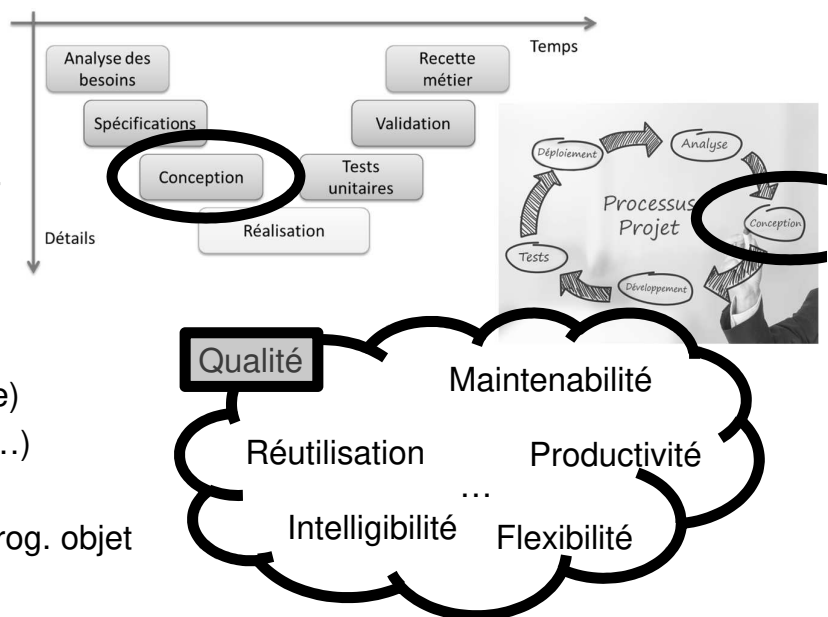 Temps
Analyse des
besoins
Recette
métier
Spécifications
Validation
Conception
Tests
unitaires
Réalisation
Détails
Déploiement
Analyse
Processus
Projet
Conception
Tests
Développement
Qualité
Maintenabilité
Réutilisation
Productivité
…
Intelligibilité
Flexibilité
e)
…)
rog. objet